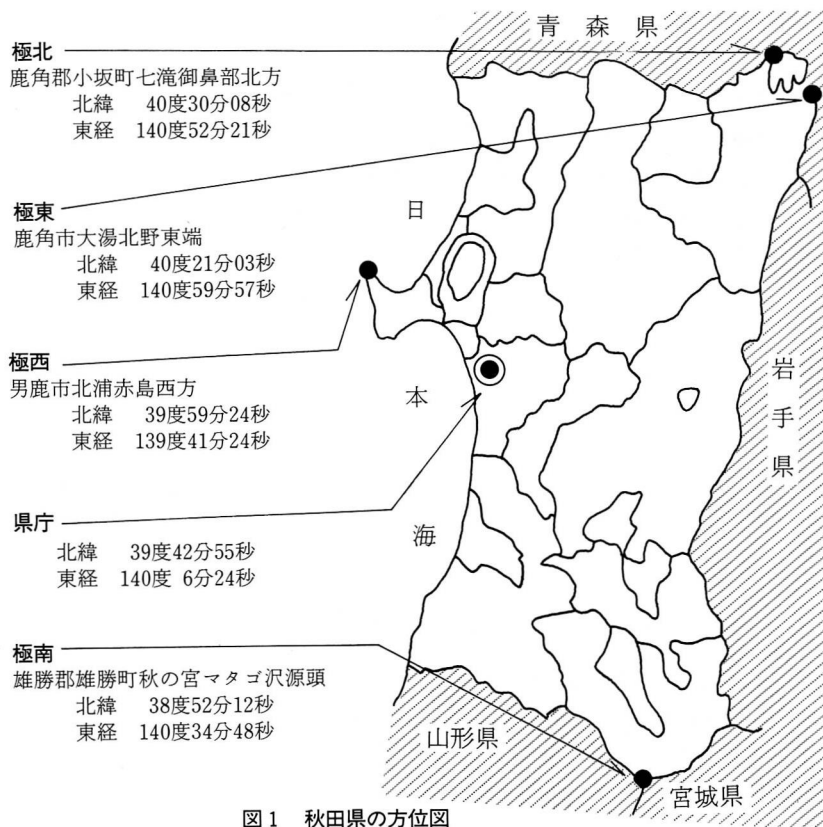 青森県
極北
鹿角郡小坂町七滝御鼻部北方
北緯 40度30分08秒
東経 140度52分21秒
極東
鹿角市大湯北野東端
北緯 40度21分03秒
東経 140度59分57秒
極西
男鹿市北浦赤島西方
北緯 39度59分24秒
東経 139度41分24秒
県庁
北緯 39度42分55秒
東経 140度 6分24秒
極南
雄勝郡雄勝町秋の宮マタゴ沢源頭
北緯 38度52分12秒
東経 140度34分48秒
日本海
岩手県
山形県
宮城県
図1 秋田県の方位図